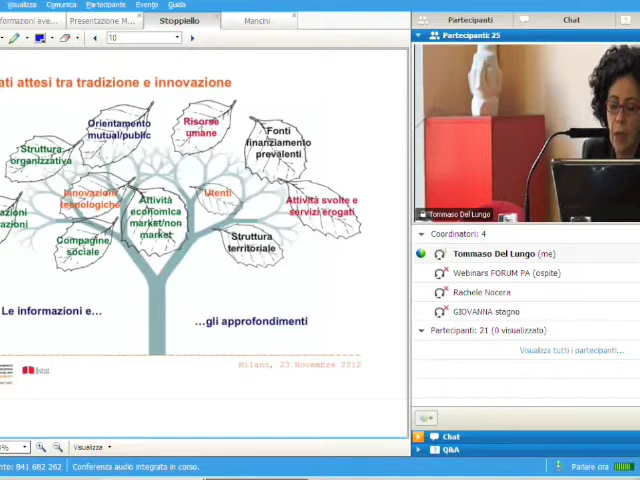 Visualizza Comunica Partecipante Evento Guida
Presentazione M...
Stoppiello
Mancini
10
Partecipanti
Chat
Partecipanti: 25
ati attesi tra tradizione e innovazione
Orientamento
mutual/public
Risorse
umane
Fonti
finanziamento
prevalenti
Struttura
organizzativa
Innovazioni
tecnologiche
Attività
economica
market/non
market
Utenti
Attività svolte e
servizi erogati
Compagine
sociale
Struttura
territoriale
Le informazioni e…
…gli approfondimenti
Milano, 23 Novembre 2012
Istat
Tommaso Del Lungo
Coordinatori: 4
Tommaso Del Lungo (me)
Webinars FORUM PA (ospite)
Rachele Nocera
GIOVANNA stagno
Partecipanti: 21 (0 visualizzato)
Visualizza tutti i partecipanti...
Chat
Q&A
Visualizza
nto: 841 682 262
Conferenza audio integrata in corso.
Parlare ora